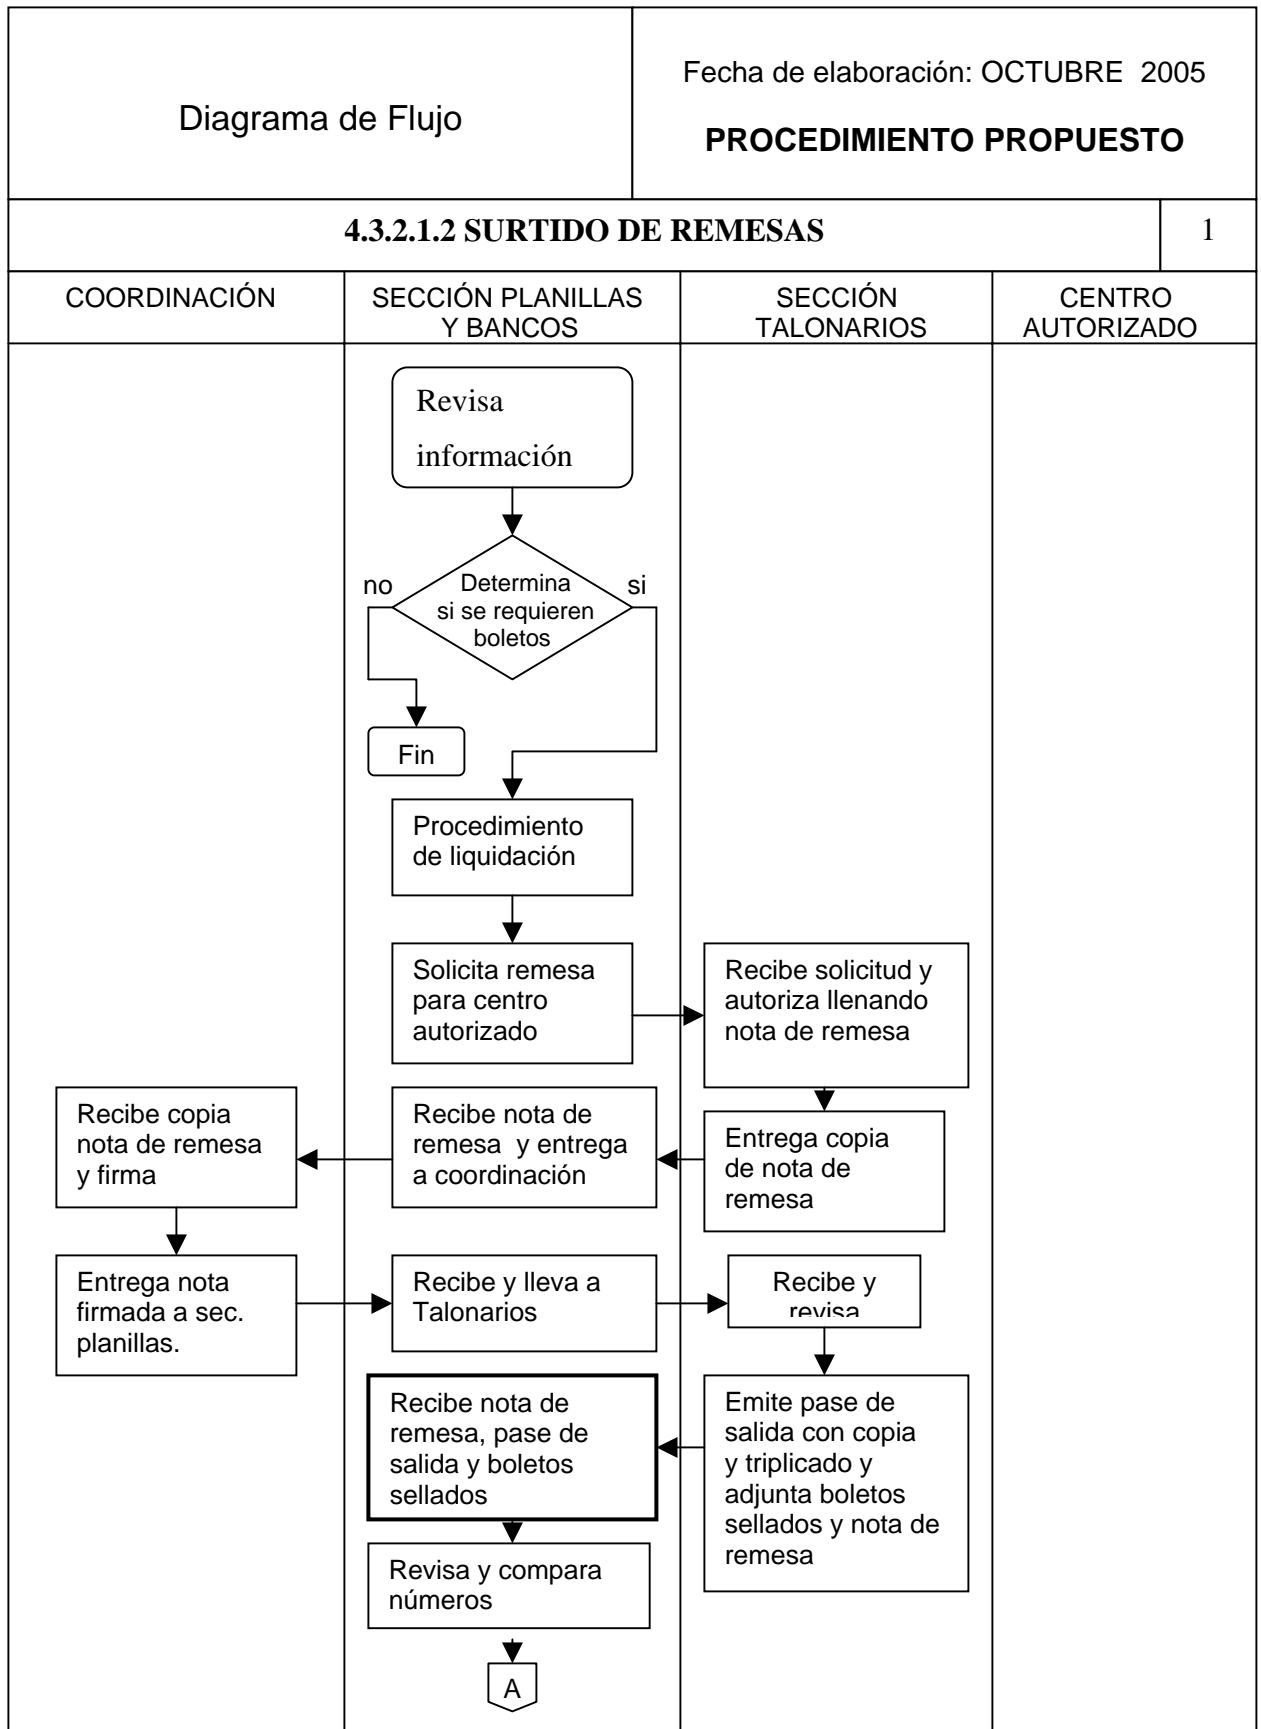 Diagrama de Flujo
Fecha de elaboración: OCTUBRE 2005
PROCEDIMIENTO PROPUESTO
4.3.2.1.2 SURTIDO DE REMESAS
1
COORDINACIÓN
SECCIÓN PLANILLAS
Y BANCOS
SECCIÓN
TALONARIOS
CENTRO
AUTORIZADO
Revisa
información
no
Determina
si se requieren
boletos
si
Fin
Procedimiento
de liquidación
Solicita remesa
para centro
autorizado
Recibe solicitud y
autoriza llenando
nota de remesa
Recibe copia
nota de remesa
y firma
Recibe nota de
remesa y entrega
a coordinación
Entrega copia
de nota de
remesa
Entrega nota
firmada a sec.
planillas.
Recibe y lleva a
Talonarios
Recibe y
revisa
Recibe nota de
remesa, pase de
salida y boletos
sellados
Emite pase de
salida con copia
y triplicado y
adjunta boletos
sellados y nota de
remesa
Revisa y compara
números
A